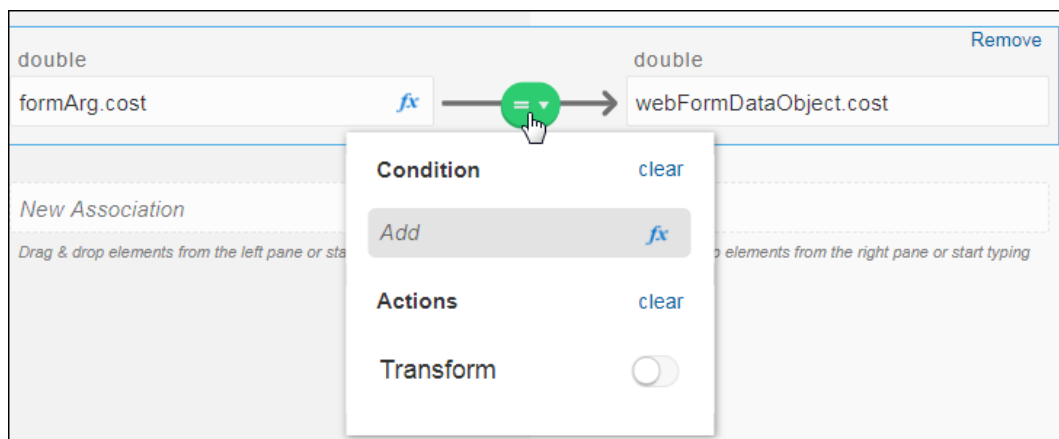 Remove
double double
formArg.cost fx = webFormDataObject.cost
Condition clear
New Association
Add fx
Drag & drop elements from the left pane or elements from the right pane or start typing
Actions clear
Transform